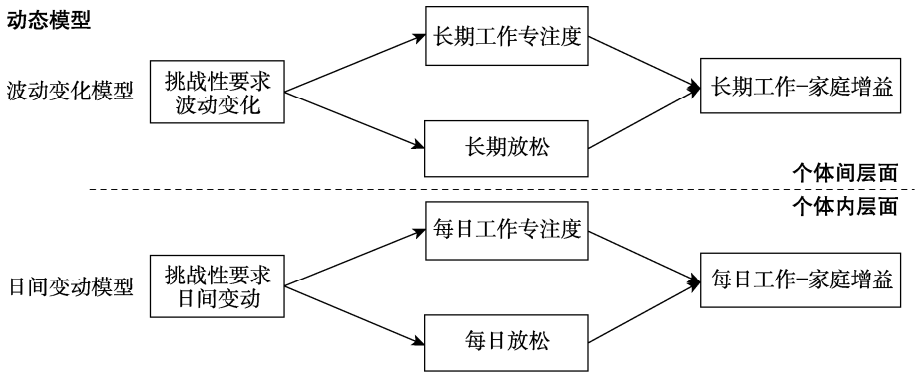 动态模型
波动变化模型
挑战性要求
波动变化
长期工作专注度
长期放松
长期工作–家庭增益
个体间层面
个体内层面
日间变动模型
挑战性要求
日间变动
每日工作专注度
每日放松
每日工作–家庭增益